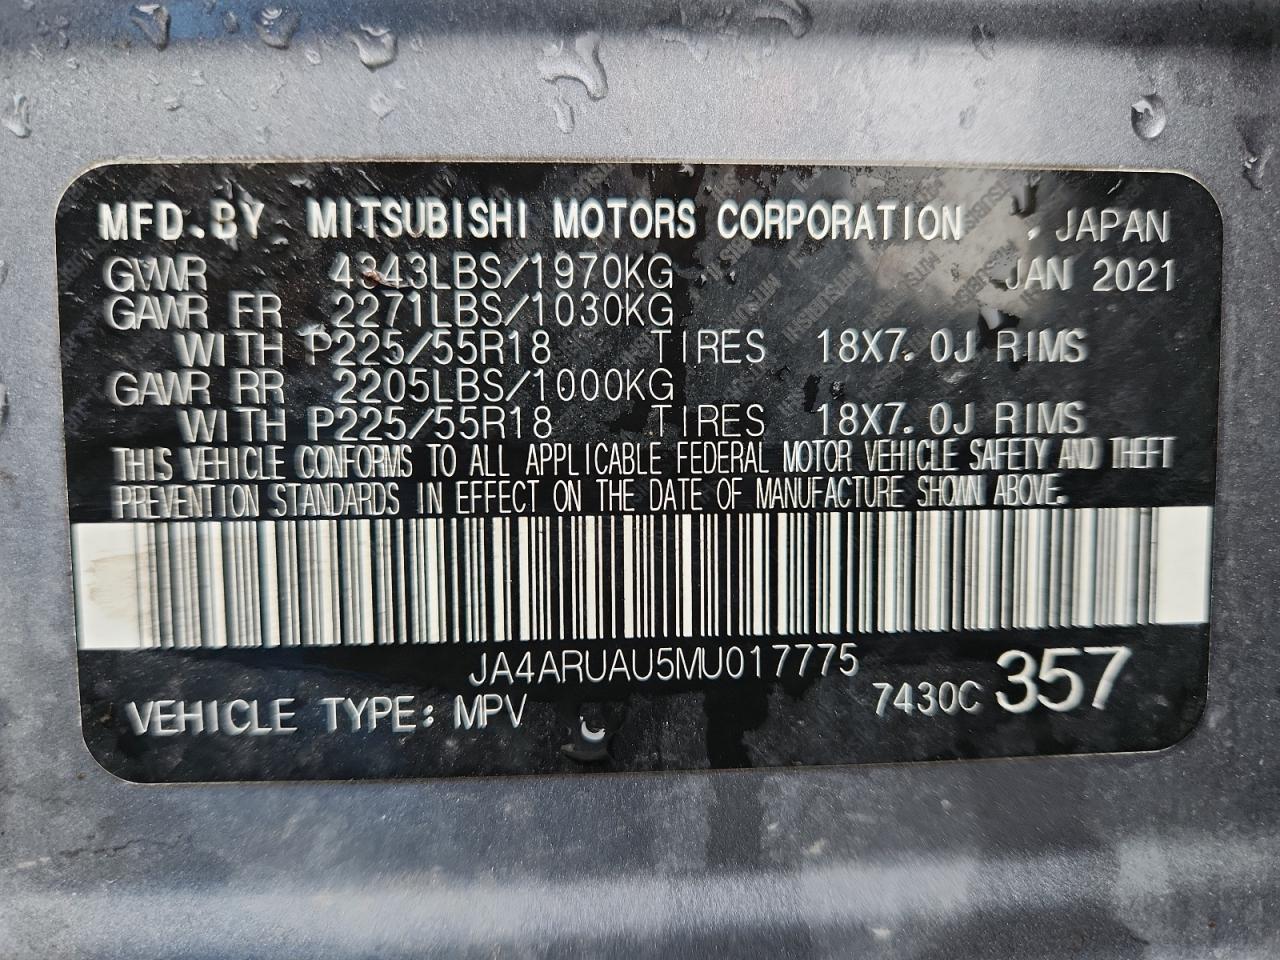 MFD.BY MITSUBISHI MOTORS CORPORATION , JAPAN
GVWR 4343LBS/1970KG JAN 2021
GAWR FR 2271LBS/1030KG
WITH P225/55R18 TIRES 18X7.0J RIMS
GAWR RR 2205LBS/1000KG
WITH P225/55R18 TIRES 18X7.0J RIMS
THIS VEHICLE CONFORMS TO ALL APPLICABLE FEDERAL MOTOR VEHICLE SAFETY AND THEFT
PREVENTION STANDARDS IN EFFECT ON THE DATE OF MANUFACTURE SHOWN ABOVE.
JA4ARUAU5MU017775
VEHICLE TYPE: MPV 7430C 357